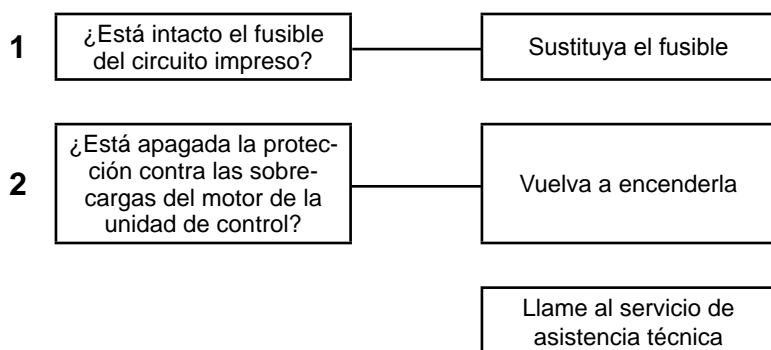 1
¿Está intacto el fusible
del circuito impreso?
Sustituya el fusible
2
¿Está apagada la protec-
ción contra las sobre-
cargas del motor de la
unidad de control?
Vuelva a encenderla
Llame al servicio de
asistencia técnica